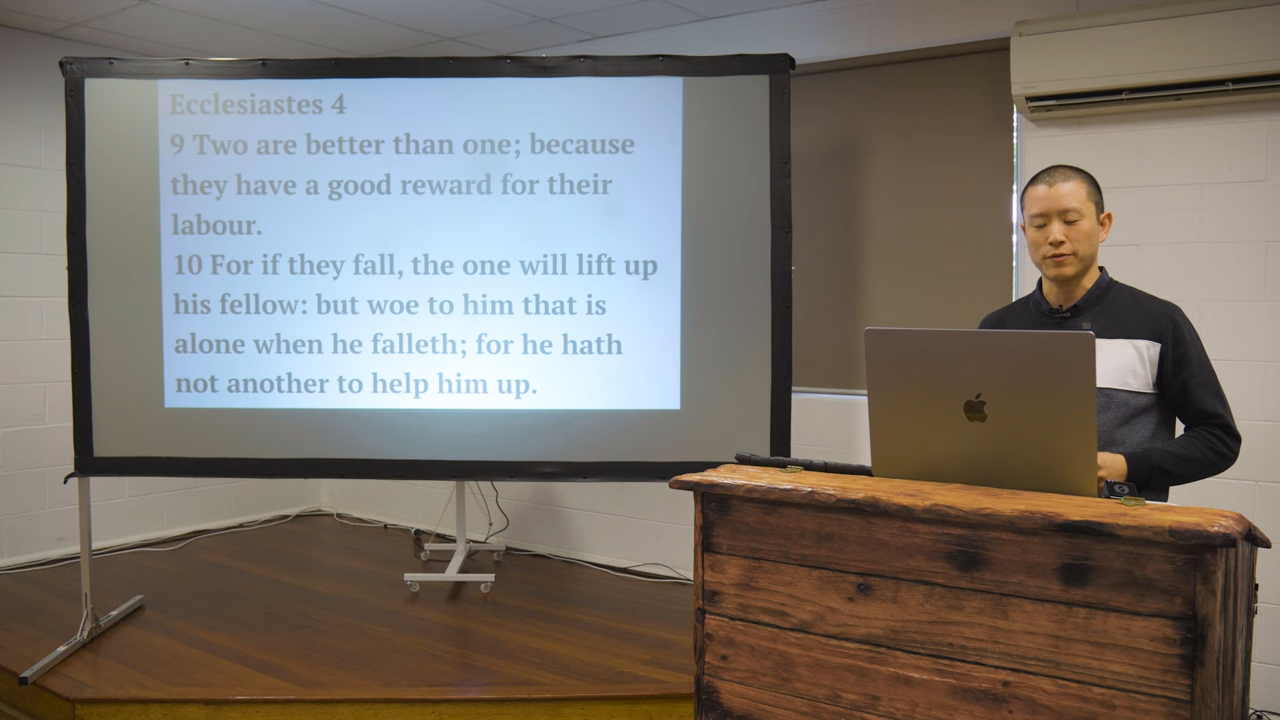 Ecclesiastes 4
9 Two are better than one; because
they have a good reward for their
labour.
10 For if they fall, the one will lift up
his fellow: but woe to him that is
alone when he falleth; for he hath
not another to help him up.